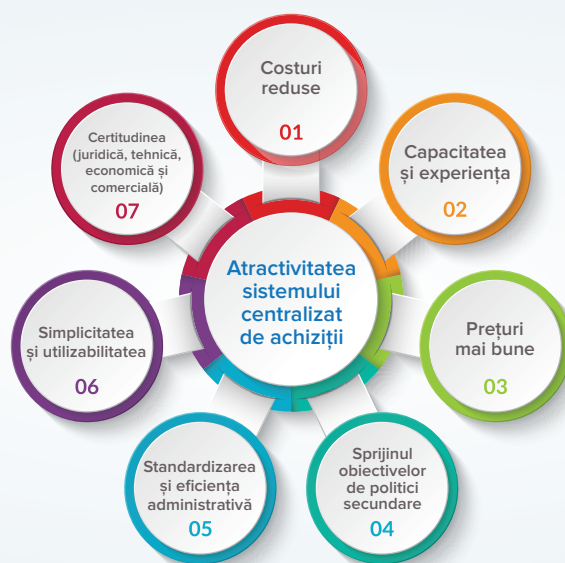 Atractivitatea
sistemului
centralizat
de achiziții
Costuri
reduse
01
Capacitatea
și experiența
02
Prețuri
mai bune
03
Sprijinul
obiectivelor
de politici
secundare
04
Standardizarea
și eficiența
administrativă
05
Simplicitatea
și utilizabilitatea
06
Certitudinea
(juridică, tehnică,
economică și
comercială)
07